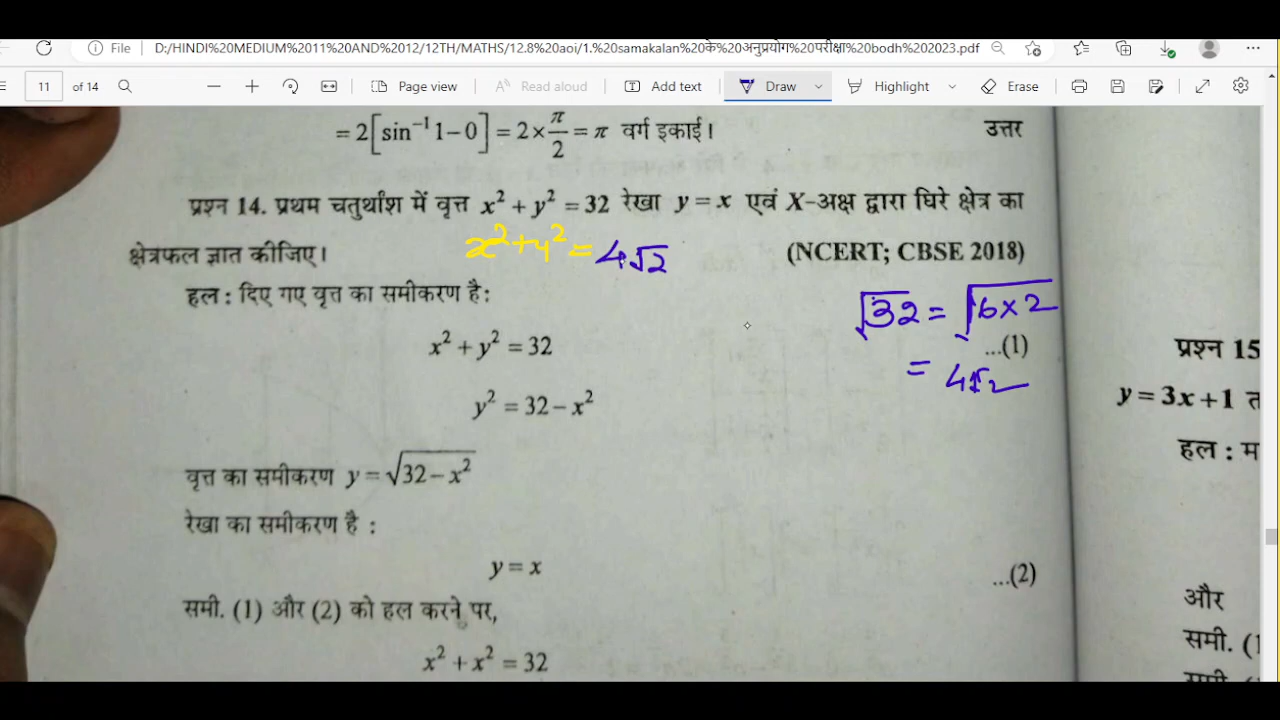 File D:/HINDI%20MEDIUM%2011%20AND%2012/12TH/MATHS/12.8%20aoi/1.%20samakalan%20के%20अनुप्रयोग%20परीक्षा%20bodh%202023.pdf
11 of 14 Page view Read aloud Add text Draw Highlight Erase
= 2[sin⁻¹ 1 − 0] = 2 × π/2 = π वर्ग इकाई। उत्तर
प्रश्न 14. प्रथम चतुर्थांश में वृत्त x² + y² = 32 रेखा y = x एवं X-अक्ष द्वारा घिरे क्षेत्र का
क्षेत्रफल ज्ञात कीजिए। (NCERT; CBSE 2018)
x² + y² = 4√2
हल : दिए गए वृत्त का समीकरण है:
√32 = √16 × 2
x² + y² = 32 ...(1)
= 4√2
y² = 32 − x²
वृत्त का समीकरण y = √32 − x²
रेखा का समीकरण है :
y = x ...(2)
समी. (1) और (2) को हल करने पर,
x² + x² = 32
प्रश्न 15
y = 3x + 1
हल : म
और
समी. (1